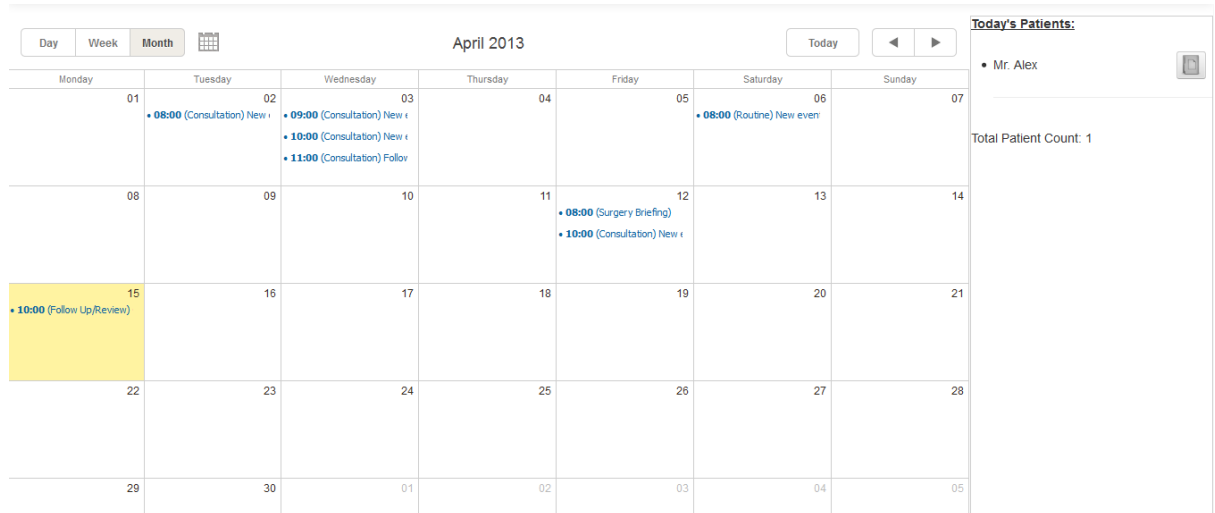 Today's Patients:
Day Week Month April 2013 Today
• Mr. Alex
Monday Tuesday Wednesday Thursday Friday Saturday Sunday
01 02 03 04 05 06 07
• 08:00 (Consultation) New • 09:00 (Consultation) New e • 08:00 (Routine) New even
• 10:00 (Consultation) New e
Total Patient Count: 1
• 11:00 (Consultation) Follow
08 09 10 11 12 13 14
• 08:00 (Surgery Briefing)
• 10:00 (Consultation) New e
15 16 17 18 19 20 21
• 10:00 (Follow Up/Review)
22 23 24 25 26 27 28
29 30 01 02 03 04 05